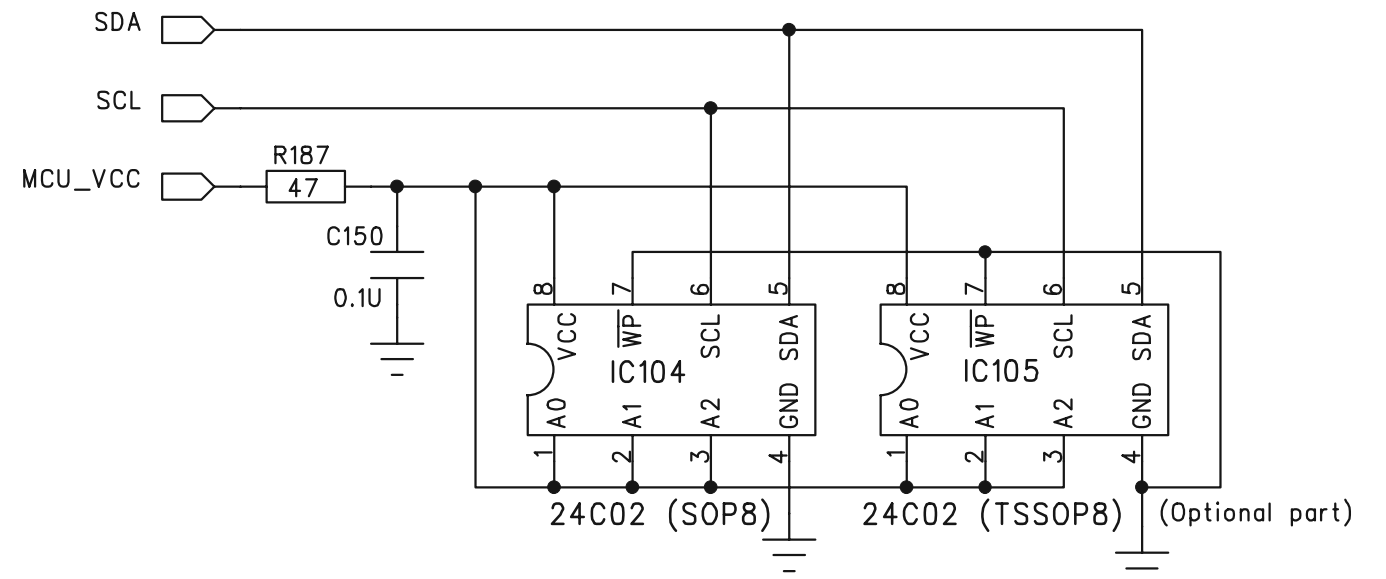 SDA
SCL
MCU_VCC
R187
47
C150
0.1U
8 7 6 5
VCC WP SCL SDA
IC104
A0 A1 A2 GND
1 2 3 4
24C02 (SOP8)
8 7 6 5
VCC WP SCL SDA
IC105
A0 A1 A2 GND
1 2 3 4
24C02 (TSSOP8)
(Optional part)